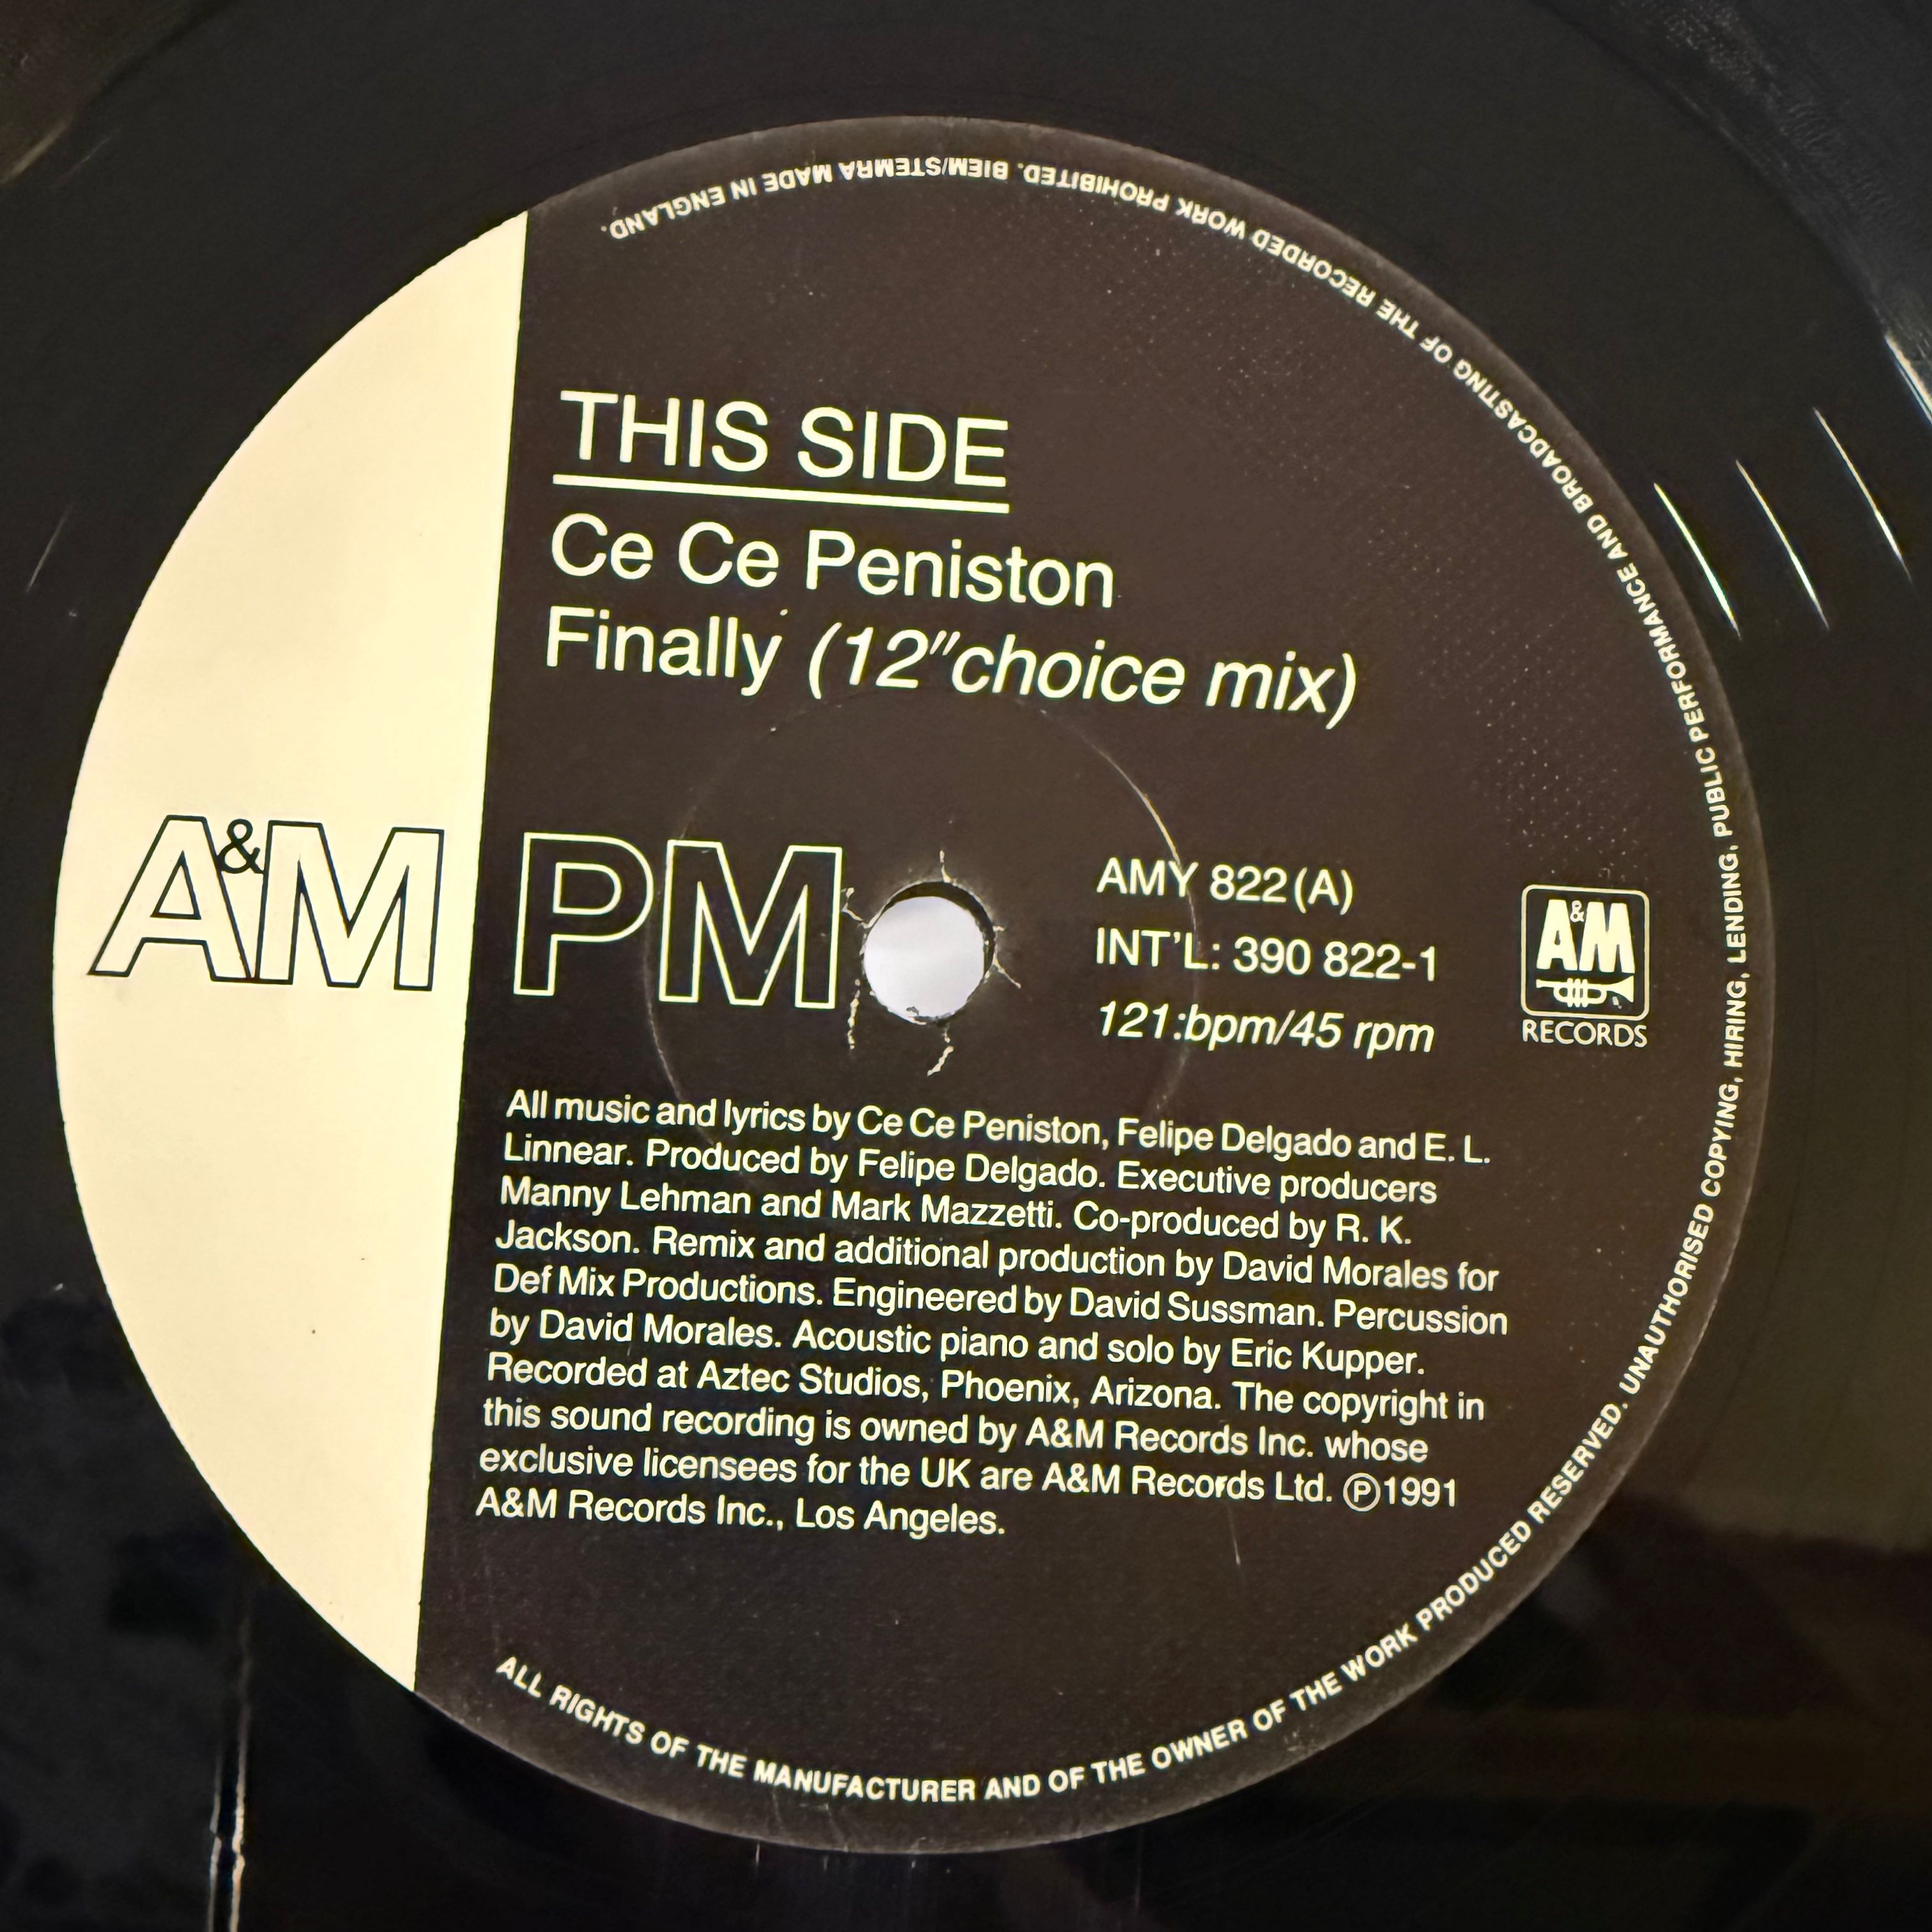 THIS SIDE
Ce Ce Peniston
Finally (12"choice mix)
A&M PM
AMY 822(A)
INT'L: 390 822-1
121:bpm/45 rpm
A&M
RECORDS
All music and lyrics by Ce Ce Peniston, Felipe Delgado and E. L.
Linnear. Produced by Felipe Delgado. Executive producers
Manny Lehman and Mark Mazzetti. Co-produced by R. K.
Jackson. Remix and additional production by David Morales for
Def Mix Productions. Engineered by David Sussman. Percussion
by David Morales. Acoustic piano and solo by Eric Kupper.
Recorded at Aztec Studios, Phoenix, Arizona. The copyright in
this sound recording is owned by A&M Records Inc. whose
exclusive licensees for the UK are A&M Records Ltd. Ⓟ1991
A&M Records Inc., Los Angeles.
ALL RIGHTS OF THE MANUFACTURER AND OF THE OWNER OF THE WORK PRODUCED RESERVED. UNAUTHORISED COPYING, HIRING, LENDING, PUBLIC PERFORMANCE AND BROADCASTING OF THE RECORDED WORK PROHIBITED. BIEM/STEMRA MADE IN ENGLAND.